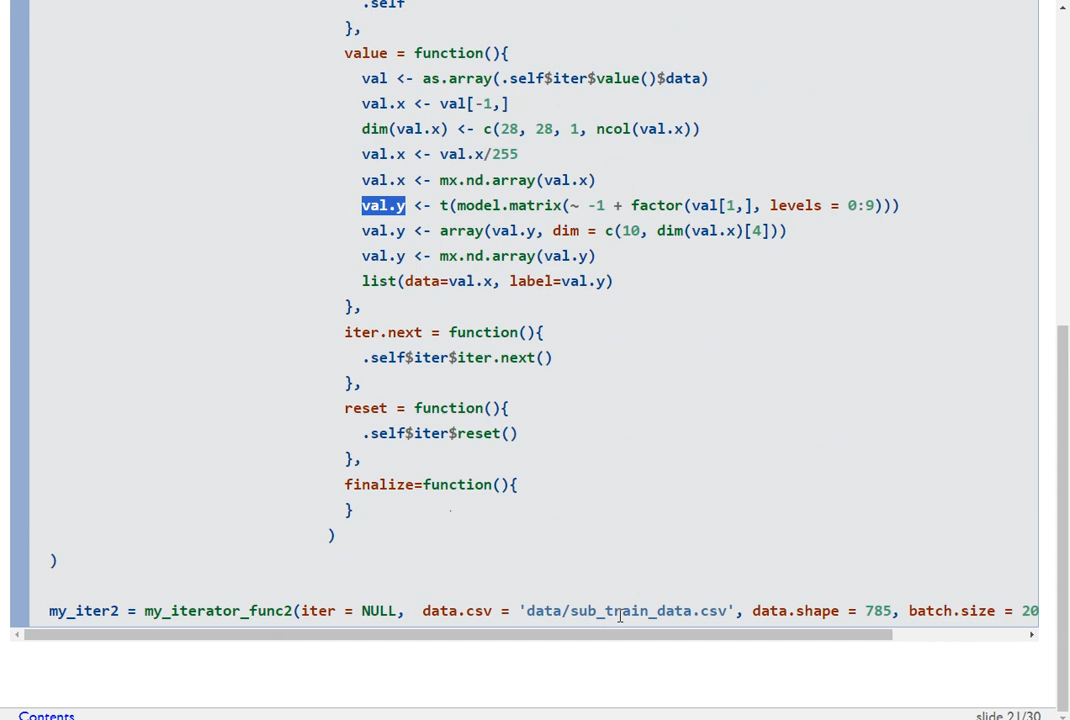 .self
},
value = function(){
val <- as.array(.self$iter$value()$data)
val.x <- val[-1,]
dim(val.x) <- c(28, 28, 1, ncol(val.x))
val.x <- val.x/255
val.x <- mx.nd.array(val.x)
val.y <- t(model.matrix(~ -1 + factor(val[1,], levels = 0:9)))
val.y <- array(val.y, dim = c(10, dim(val.x)[4]))
val.y <- mx.nd.array(val.y)
list(data=val.x, label=val.y)
},
iter.next = function(){
.self$iter$iter.next()
},
reset = function(){
.self$iter$reset()
},
finalize=function(){
}
)
)
my_iter2 = my_iterator_func2(iter = NULL,  data.csv = 'data/sub_train_data.csv', data.shape = 785, batch.size = 20
Contents
slide 21/30